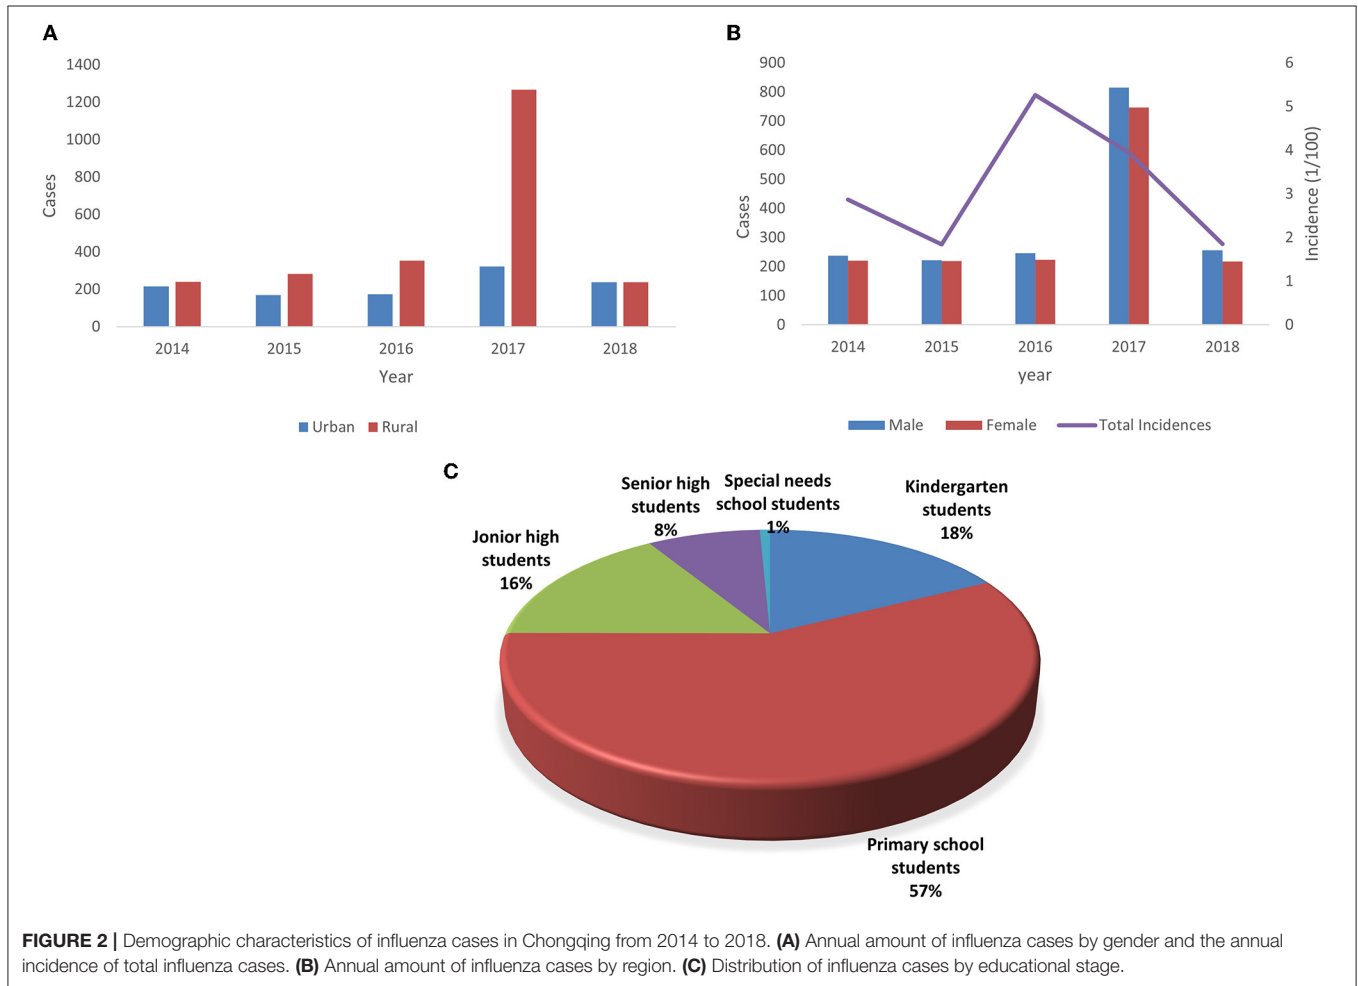 A
1400
1200
1000
800
600
400
200
0
Cases
2014 2015 2016 2017 2018
Year
Urban Rural
B
900
800
700
600
500
400
300
200
100
0
Cases
6
5
4
3
2
1
0
Incidence (1/100)
2014 2015 2016 2017 2018
year
Male Female Total Incidences
C
Senior high
students
8%
Special needs
school students
1%
Kindergarten
students
18%
Jonior high
students
16%
Primary school
students
57%
FIGURE 2 | Demographic characteristics of influenza cases in Chongqing from 2014 to 2018. (A) Annual amount of influenza cases by gender and the annual
incidence of total influenza cases. (B) Annual amount of influenza cases by region. (C) Distribution of influenza cases by educational stage.